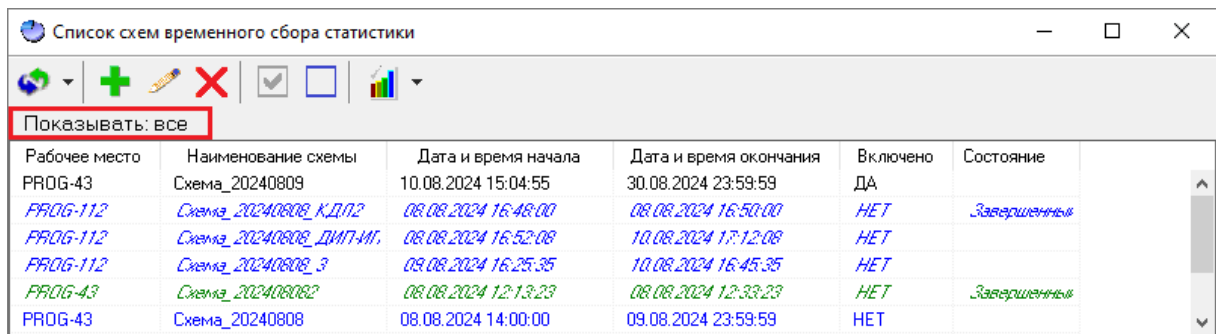 Список схем временного сбора статистики
Показывать: все
Рабочее место Наименование схемы Дата и время начала Дата и время окончания Включено Состояние
PROG-43 Схема_20240809 10.08.2024 15:04:55 30.08.2024 23:59:59 ДА
PROG-112 Схема_20240808_КДЛ2 08.08.2024 16:48:00 08.08.2024 16:50:00 НЕТ Завершенный
PROG-112 Схема_20240808_ДИП-ИГ 08.08.2024 16:52:08 10.08.2024 17:12:08 НЕТ
PROG-112 Схема_20240808_3 09.08.2024 16:25:35 10.08.2024 16:45:35 НЕТ
PROG-43 Схема_202408082 08.08.2024 12:13:23 08.08.2024 12:33:23 НЕТ Завершенный
PROG-43 Схема_20240808 08.08.2024 14:00:00 09.08.2024 23:59:59 НЕТ